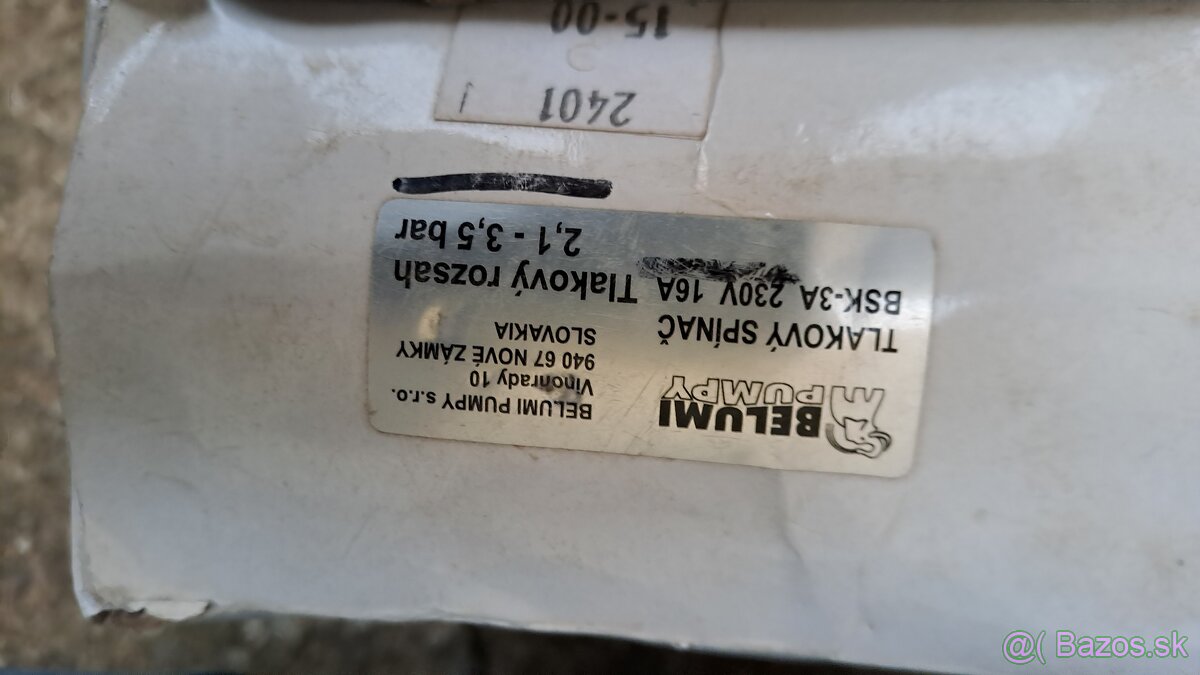 BELUMI
PUMPY
BELUMI PUMPY s.r.o.
Vinohrady 10
940 67 NOVÉ ZÁMKY
SLOVAKIA
TLAKOVÝ SPÍNAČ
BSK-3A 230V 16A Tlakový rozsah
2,1 - 3,5 bar
2401
15-00
@( Bazos.sk